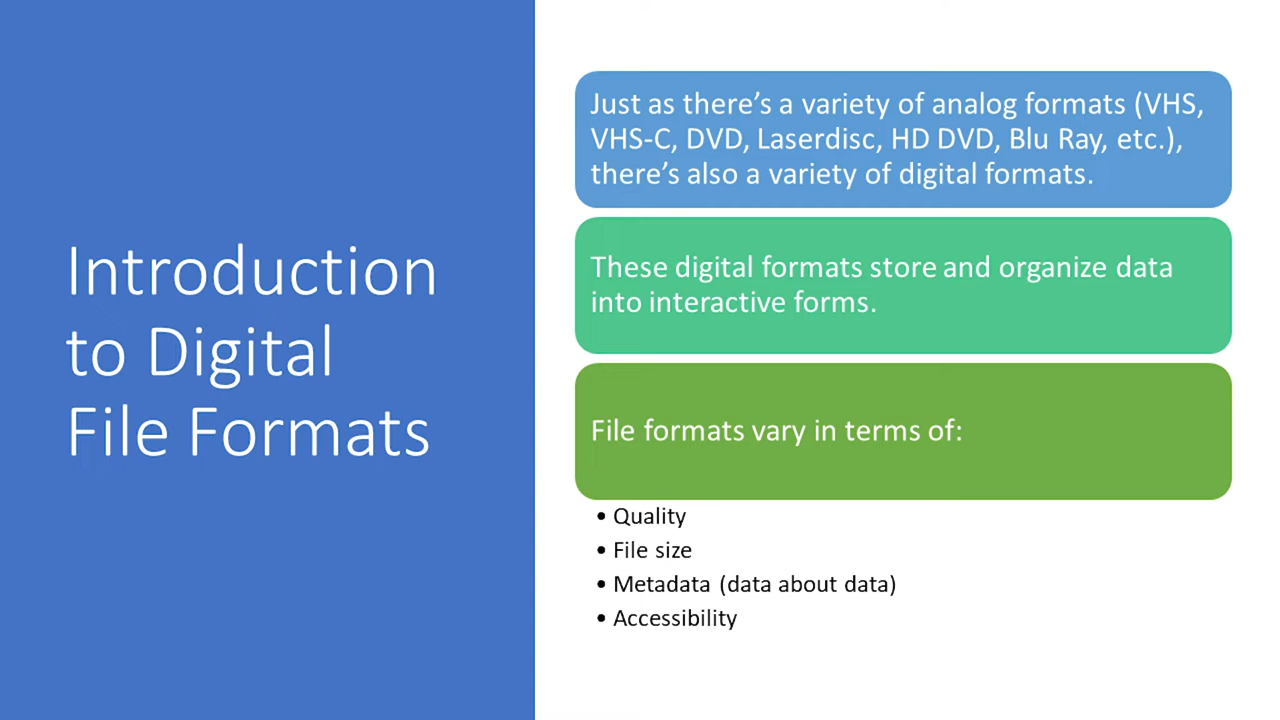 Introduction
to Digital
File Formats
Just as there’s a variety of analog formats (VHS,
VHS-C, DVD, Laserdisc, HD DVD, Blu Ray, etc.),
there’s also a variety of digital formats.
These digital formats store and organize data
into interactive forms.
File formats vary in terms of:
• Quality
• File size
• Metadata (data about data)
• Accessibility